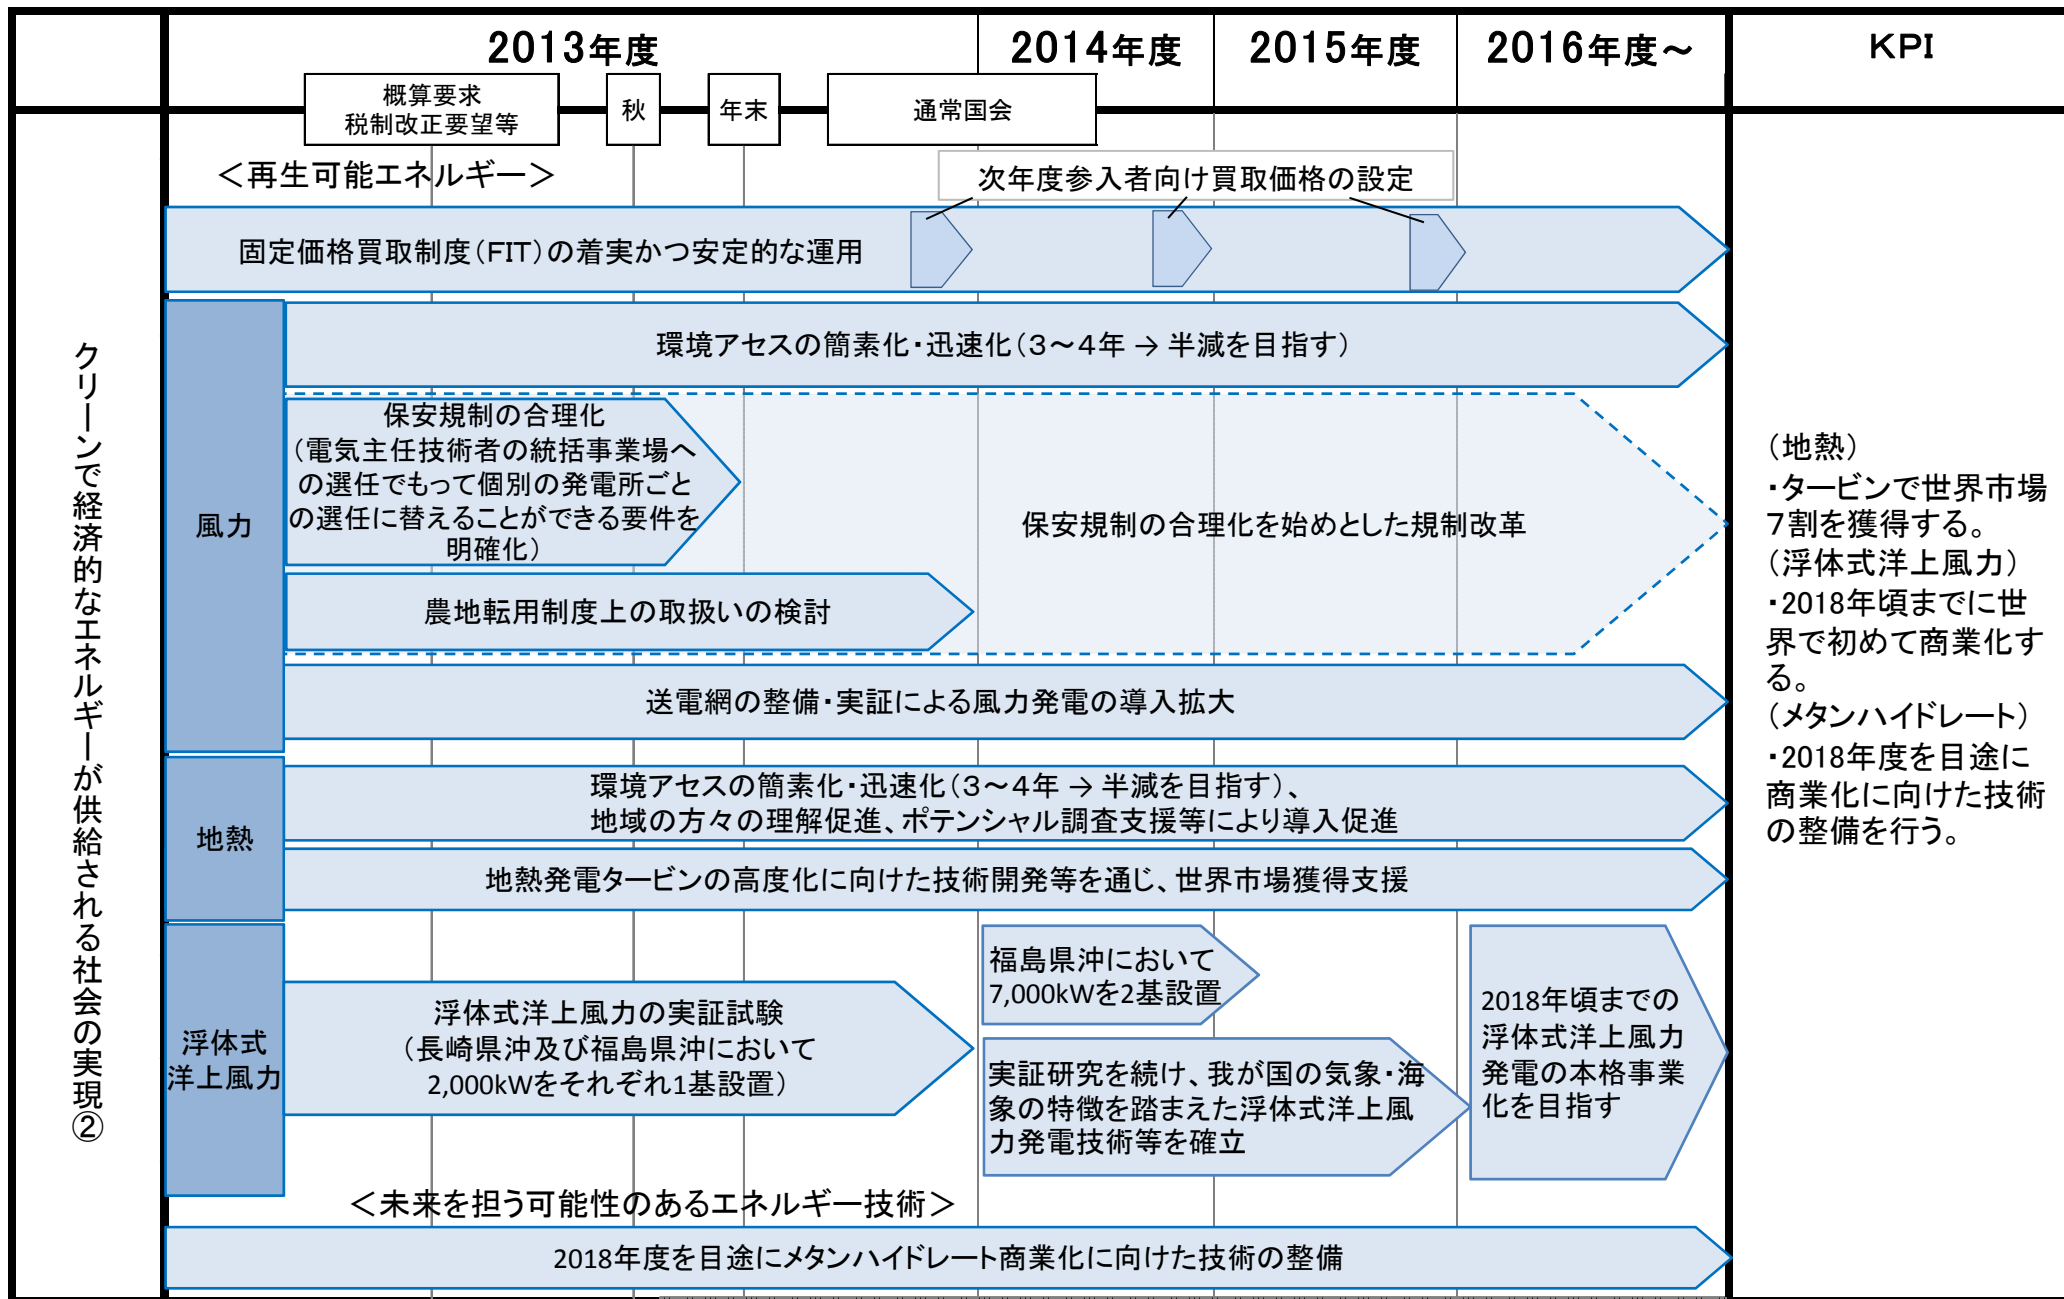 2013年度
2014年度
2015年度
2016年度～
KPI
概算要求
税制改正要望等
秋
年末
通常国会
クリーンで経済的なエネルギーが供給される社会の実現②
＜再生可能エネルギー＞
次年度参入者向け買取価格の設定
固定価格買取制度（FIT）の着実かつ安定的な運用
風力
環境アセスの簡素化・迅速化（３～４年 → 半減を目指す）
保安規制の合理化
（電気主任技術者の統括事業場へ
の選任でもって個別の発電所ごと
の選任に替えることができる要件を
明確化）
保安規制の合理化を始めとした規制改革
農地転用制度上の取扱いの検討
送電網の整備・実証による風力発電の導入拡大
地熱
環境アセスの簡素化・迅速化（３～４年 → 半減を目指す）、
地域の方々の理解促進、ポテンシャル調査支援等により導入促進
地熱発電タービンの高度化に向けた技術開発等を通じ、世界市場獲得支援
浮体式
洋上風力
浮体式洋上風力の実証試験
（長崎県沖及び福島県沖において
2,000kWをそれぞれ1基設置）
福島県沖において
7,000kWを2基設置
実証研究を続け、我が国の気象・海
象の特徴を踏まえた浮体式洋上風
力発電技術等を確立
2018年頃までの
浮体式洋上風力
発電の本格事業
化を目指す
＜未来を担う可能性のあるエネルギー技術＞
2018年度を目途にメタンハイドレート商業化に向けた技術の整備
（地熱）
・タービンで世界市場
７割を獲得する。
（浮体式洋上風力）
・2018年頃までに世
界で初めて商業化す
る。
（メタンハイドレート）
・2018年度を目途に
商業化に向けた技術
の整備を行う。